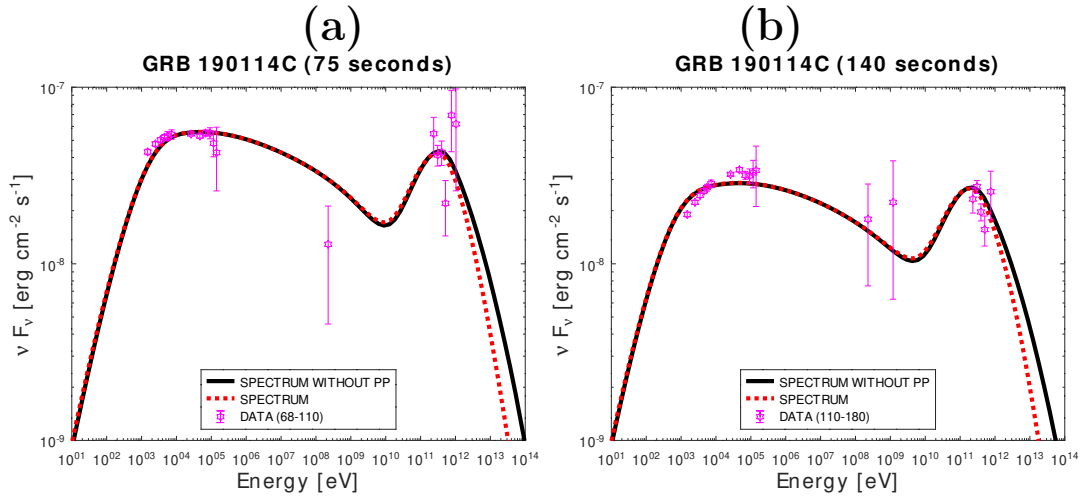 (a)
GRB 190114C (75 seconds)
10^-7
10^-8
10^-9
ν F_ν [erg cm^-2 s^-1]
SPECTRUM WITHOUT PP
SPECTRUM
DATA (68-110)
10^01 10^02 10^03 10^04 10^05 10^06 10^07 10^08 10^09 10^10 10^11 10^12 10^13 10^14
Energy [eV]
(b)
GRB 190114C (140 seconds)
10^-7
10^-8
10^-9
ν F_ν [erg cm^-2 s^-1]
SPECTRUM WITHOUT PP
SPECTRUM
DATA (110-180)
10^01 10^02 10^03 10^04 10^05 10^06 10^07 10^08 10^09 10^10 10^11 10^12 10^13 10^14
Energy [eV]